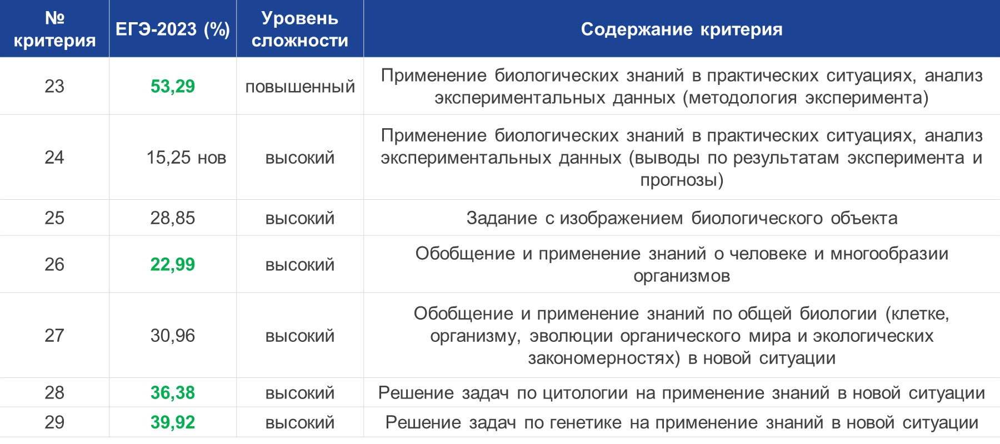 №
критерия
ЕГЭ-2023 (%)
Уровень
сложности
Содержание критерия
23
53,29
повышенный
Применение биологических знаний в практических ситуациях, анализ
экспериментальных данных (методология эксперимента)
24
15,25 нов
высокий
Применение биологических знаний в практических ситуациях, анализ
экспериментальных данных (выводы по результатам эксперимента и
прогнозы)
25
28,85
высокий
Задание с изображением биологического объекта
26
22,99
высокий
Обобщение и применение знаний о человеке и многообразии
организмов
27
30,96
высокий
Обобщение и применение знаний по общей биологии (клетке,
организму, эволюции органического мира и экологических
закономерностях) в новой ситуации
28
36,38
высокий
Решение задач по цитологии на применение знаний в новой ситуации
29
39,92
высокий
Решение задач по генетике на применение знаний в новой ситуации